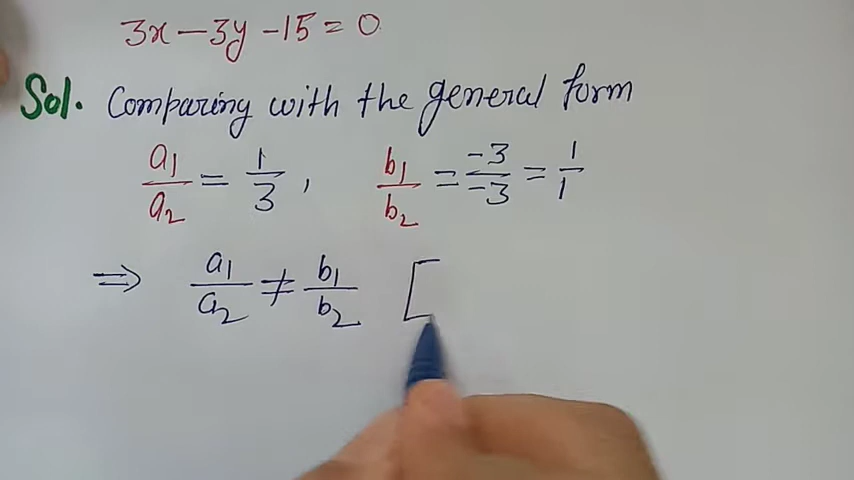 3x − 3y − 15 = 0
Sol. Comparing with the general form
a₁/a₂ = 1/3 , b₁/b₂ = −3/−3 = 1/1
⇒ a₁/a₂ ≠ b₁/b₂ [